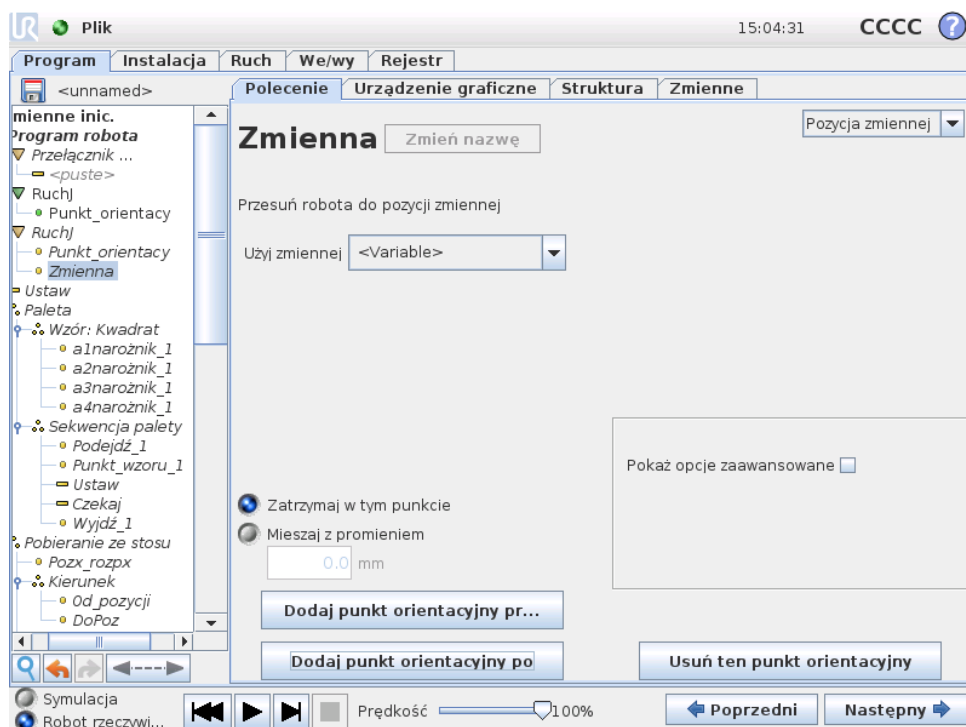 UR Plik 15:04:31 CCCC ?
Program Instalacja Ruch We/wy Rejestr
<unnamed>
Polecenie Urządzenie graficzne Struktura Zmienne
mienne inic.
Program robota
Przełącznik ...
<puste>
RuchJ
Punkt_orientacy
RuchJ
Punkt_orientacy
Zmienna
Ustaw
Paleta
Wzór: Kwadrat
a1narożnik_1
a2narożnik_1
a3narożnik_1
a4narożnik_1
Sekwencja palety
Podejdź_1
Punkt_wzoru_1
Ustaw
Czekaj
Wyjdź_1
Pobieranie ze stosu
Pozx_rozpx
Kierunek
Od_pozycji
DoPoz
Zmienna Zmień nazwę
Pozycja zmiennej
Przesuń robota do pozycji zmiennej
Użyj zmiennej <Variable>
Pokaż opcje zaawansowane
Zatrzymaj w tym punkcie
Mieszaj z promieniem
0.0 mm
Dodaj punkt orientacyjny pr...
Dodaj punkt orientacyjny po
Usuń ten punkt orientacyjny
Symulacja
Robot rzeczywi...
Prędkość 100%
Poprzedni Następny